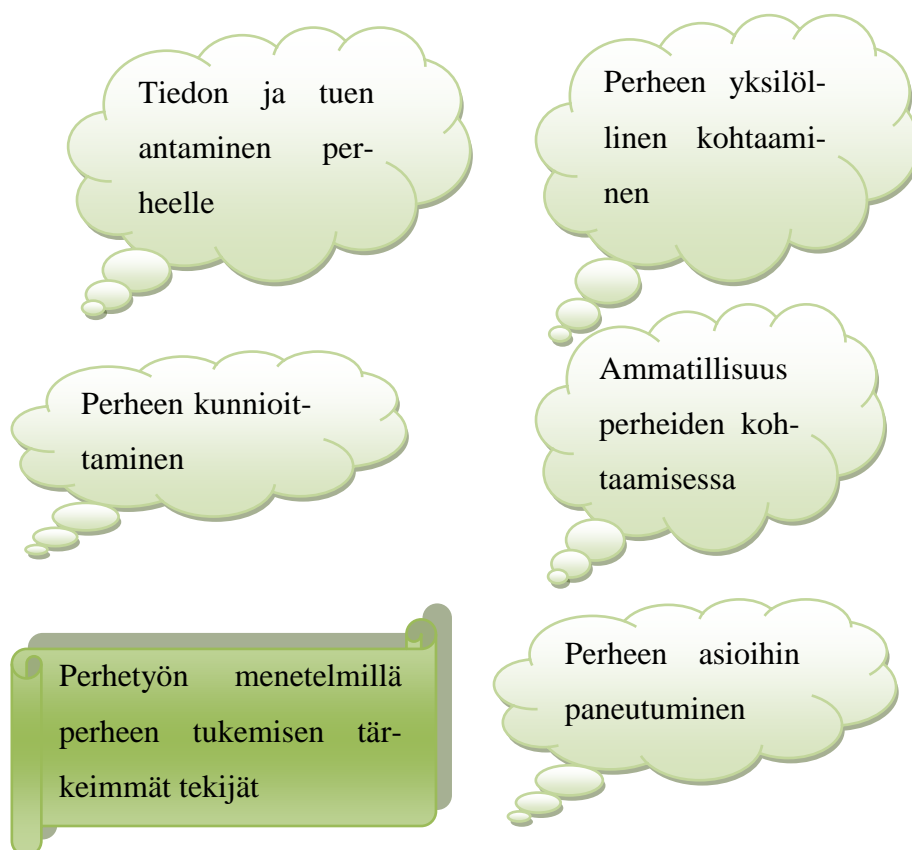 Tiedon ja tuen
antaminen per-
heelle
Perheen yksilöl-
linen kohtaami-
nen
Perheen kunnioit-
taminen
Ammatillisuus
perheiden koh-
taamisessa
Perhetyön menetelmillä
perheen tukemisen tär-
keimmät tekijät
Perheen asioihin
paneutuminen